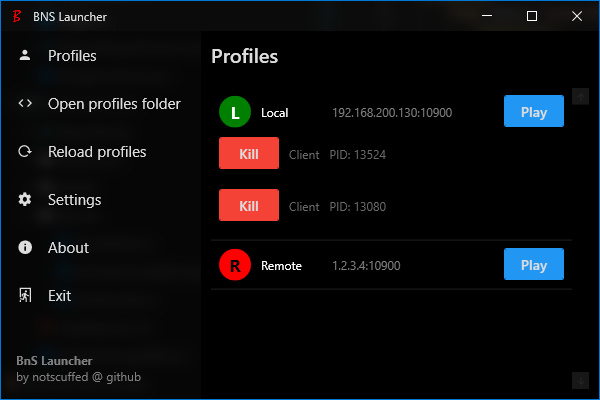 BNS Launcher
Profiles
Open profiles folder
Reload profiles
Settings
About
Exit
BnS Launcher
by notscuffed @ github
Profiles
L Local 192.168.200.130:10900 Play
Kill Client PID: 13524
Kill Client PID: 13080
R Remote 1.2.3.4:10900 Play